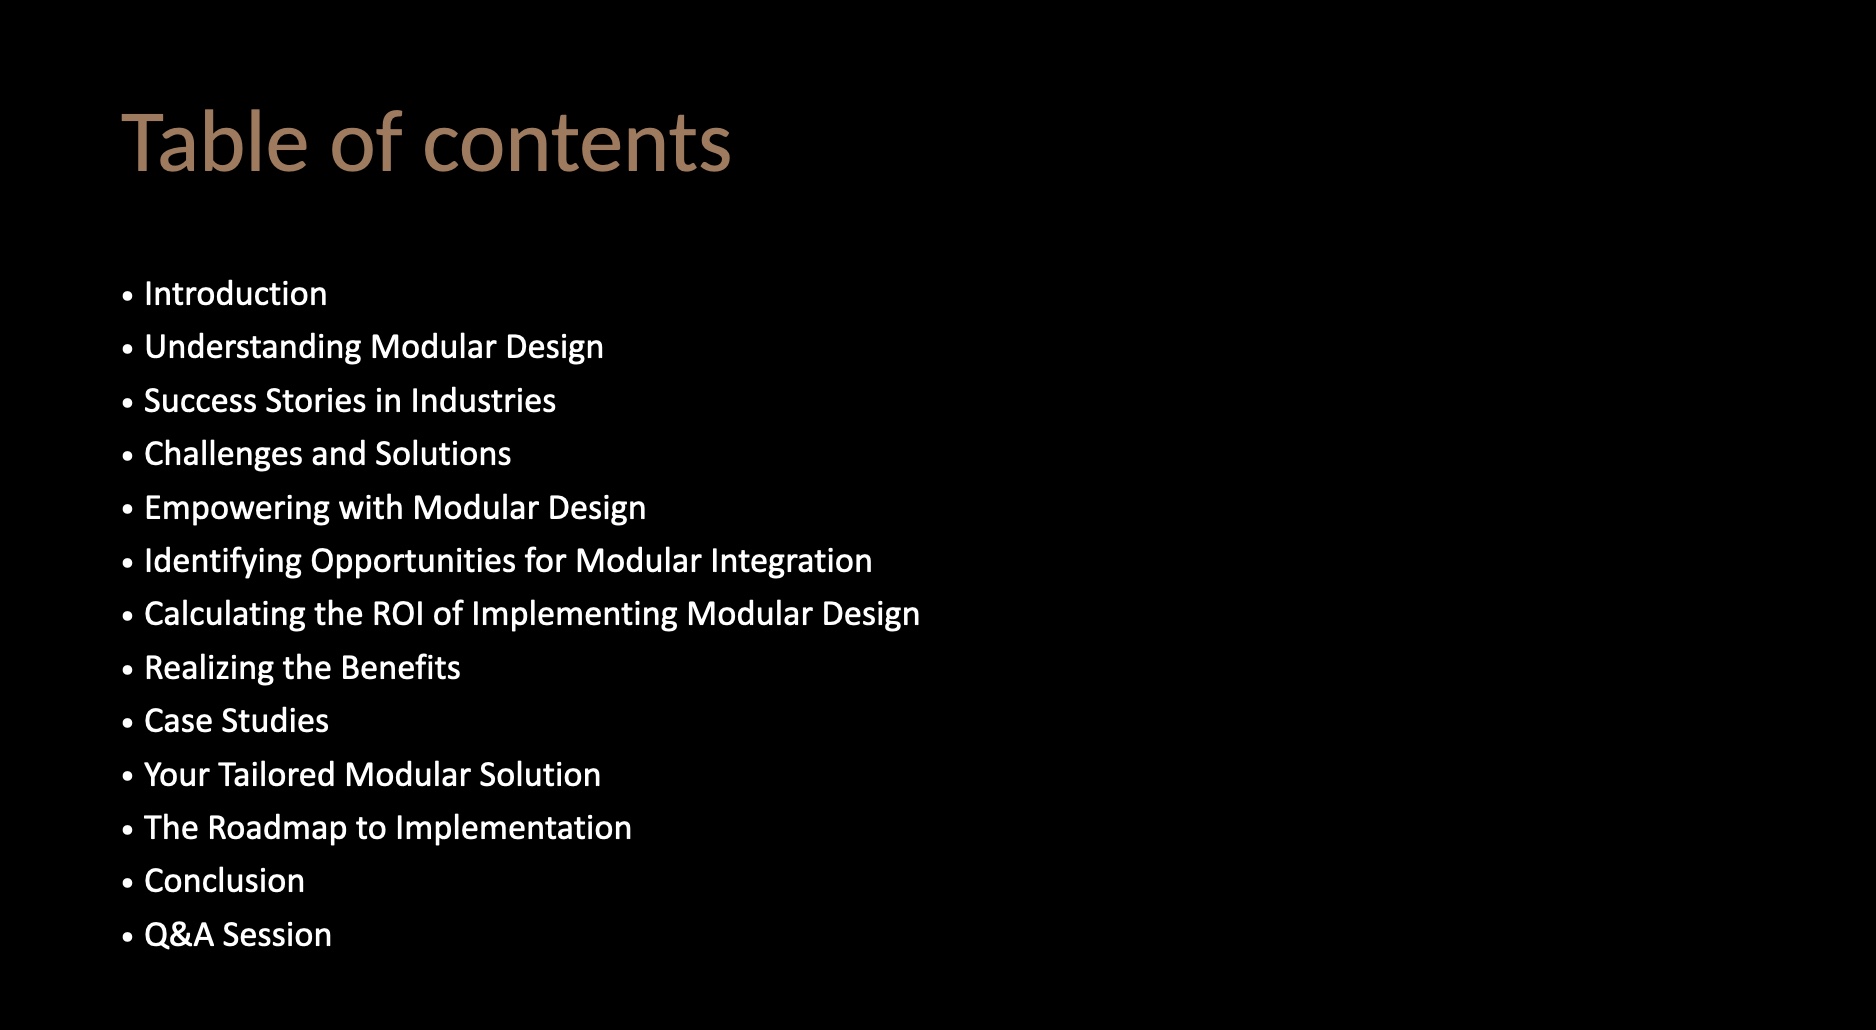 Table of contents
• Introduction
• Understanding Modular Design
• Success Stories in Industries
• Challenges and Solutions
• Empowering with Modular Design
• Identifying Opportunities for Modular Integration
• Calculating the ROI of Implementing Modular Design
• Realizing the Benefits
• Case Studies
• Your Tailored Modular Solution
• The Roadmap to Implementation
• Conclusion
• Q&A Session